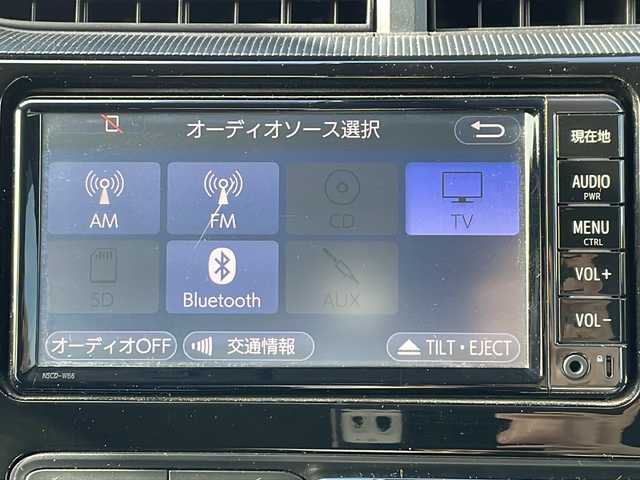 オーディオソース選択
AM
FM
CD
TV
SD
Bluetooth
AUX
オーディオOFF
交通情報
TILT・EJECT
NSCD-W66
現在地
AUDIO
PWR
MENU
CTRL
VOL+
VOL-